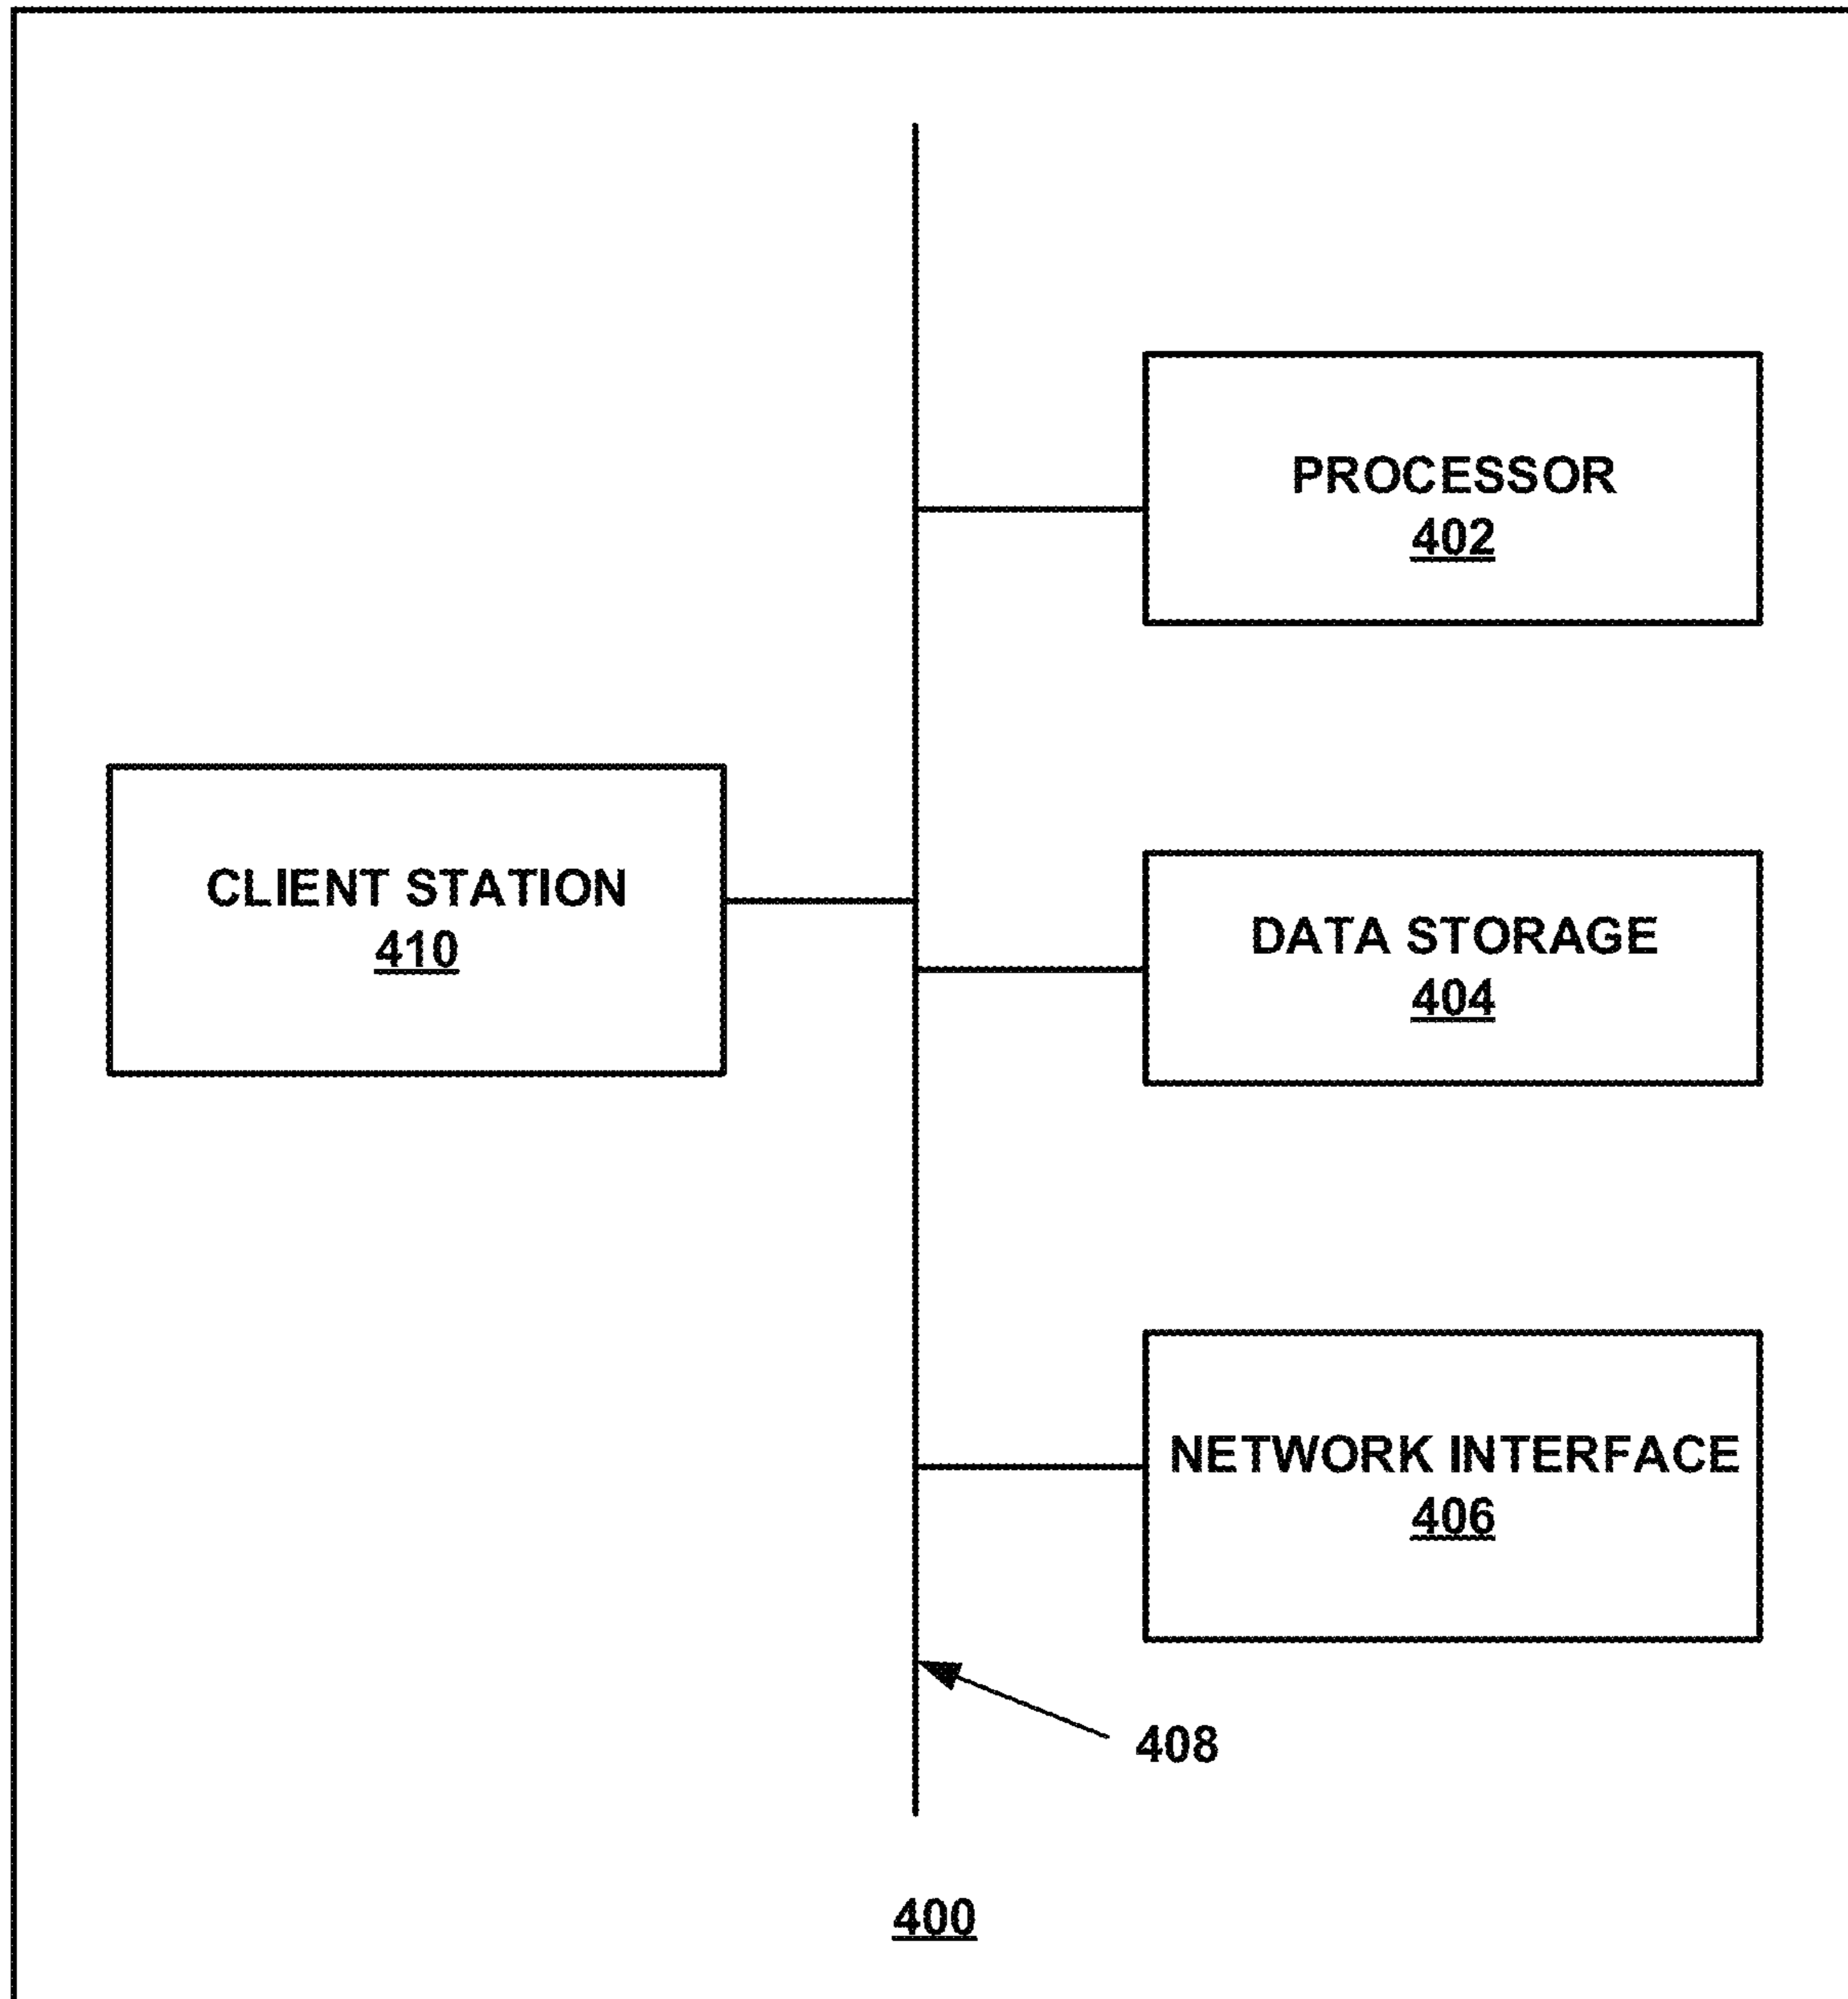 PROCESSOR
402
CLIENT STATION
410
DATA STORAGE
404
NETWORK INTERFACE
406
408
400